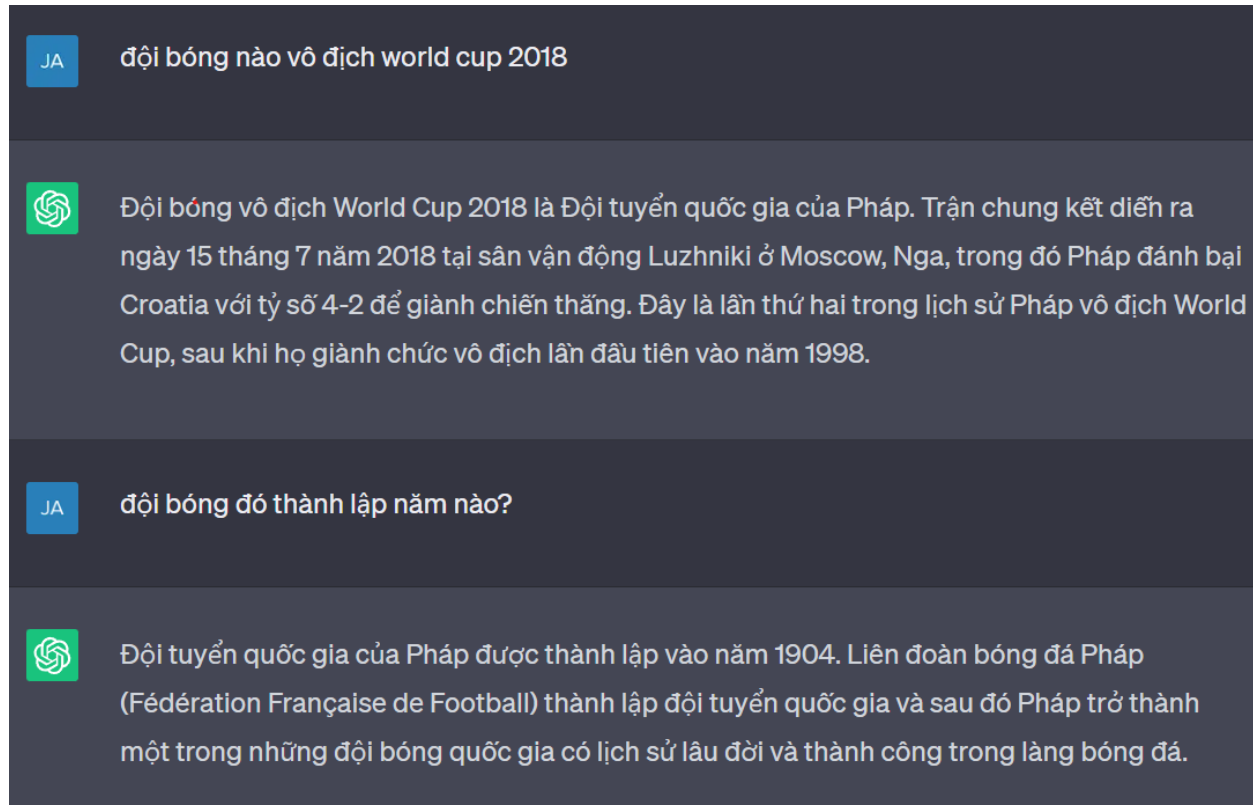 JA
đội bóng nào vô địch world cup 2018
Đội bóng vô địch World Cup 2018 là Đội tuyển quốc gia của Pháp. Trận chung kết diễn ra
ngày 15 tháng 7 năm 2018 tại sân vận động Luzhniki ở Moscow, Nga, trong đó Pháp đánh bại
Croatia với tỷ số 4-2 để giành chiến thắng. Đây là lần thứ hai trong lịch sử Pháp vô địch World
Cup, sau khi họ giành chức vô địch lần đầu tiên vào năm 1998.
JA
đội bóng đó thành lập năm nào?
Đội tuyển quốc gia của Pháp được thành lập vào năm 1904. Liên đoàn bóng đá Pháp
(Fédération Française de Football) thành lập đội tuyển quốc gia và sau đó Pháp trở thành
một trong những đội bóng quốc gia có lịch sử lâu đời và thành công trong làng bóng đá.